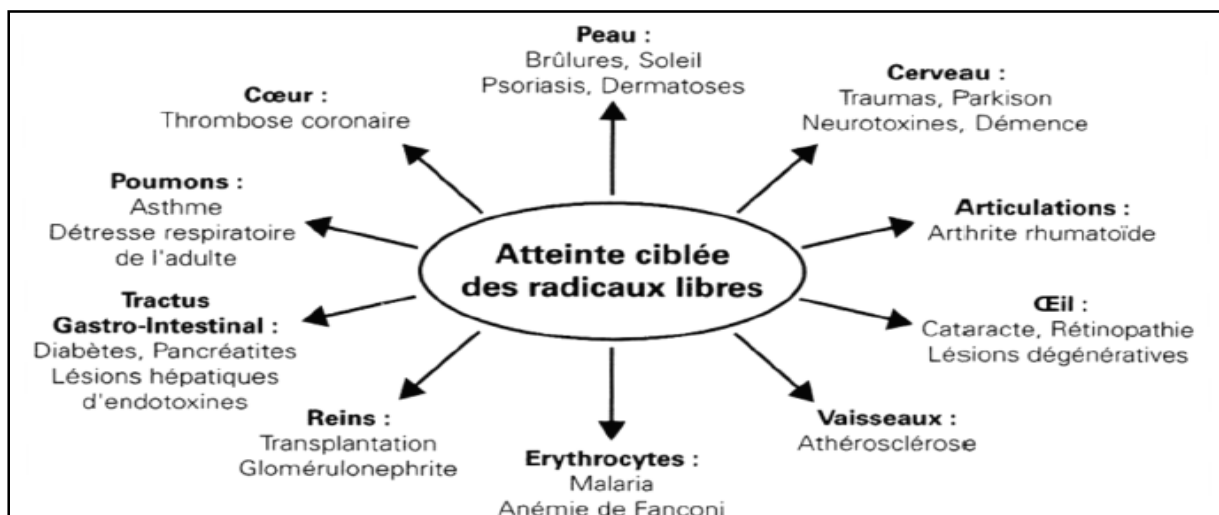 Peau :
Brûlures, Soleil
Psoriasis, Dermatoses
Cerveau :
Traumas, Parkison
Neurotoxines, Démence
Cœur :
Thrombose coronaire
Poumons :
Asthme
Détresse respiratoire
de l'adulte
Articulations :
Arthrite rhumatoïde
Atteinte ciblée
des radicaux libres
Tractus
Gastro-Intestinal :
Diabètes, Pancréatites
Lésions hépatiques
d'endotoxines
Œil :
Cataracte, Rétinopathie
Lésions dégénératives
Reins :
Transplantation
Glomérulonephrite
Erythrocytes :
Malaria
Anémie de Fanconi
Vaisseaux :
Athérosclérose